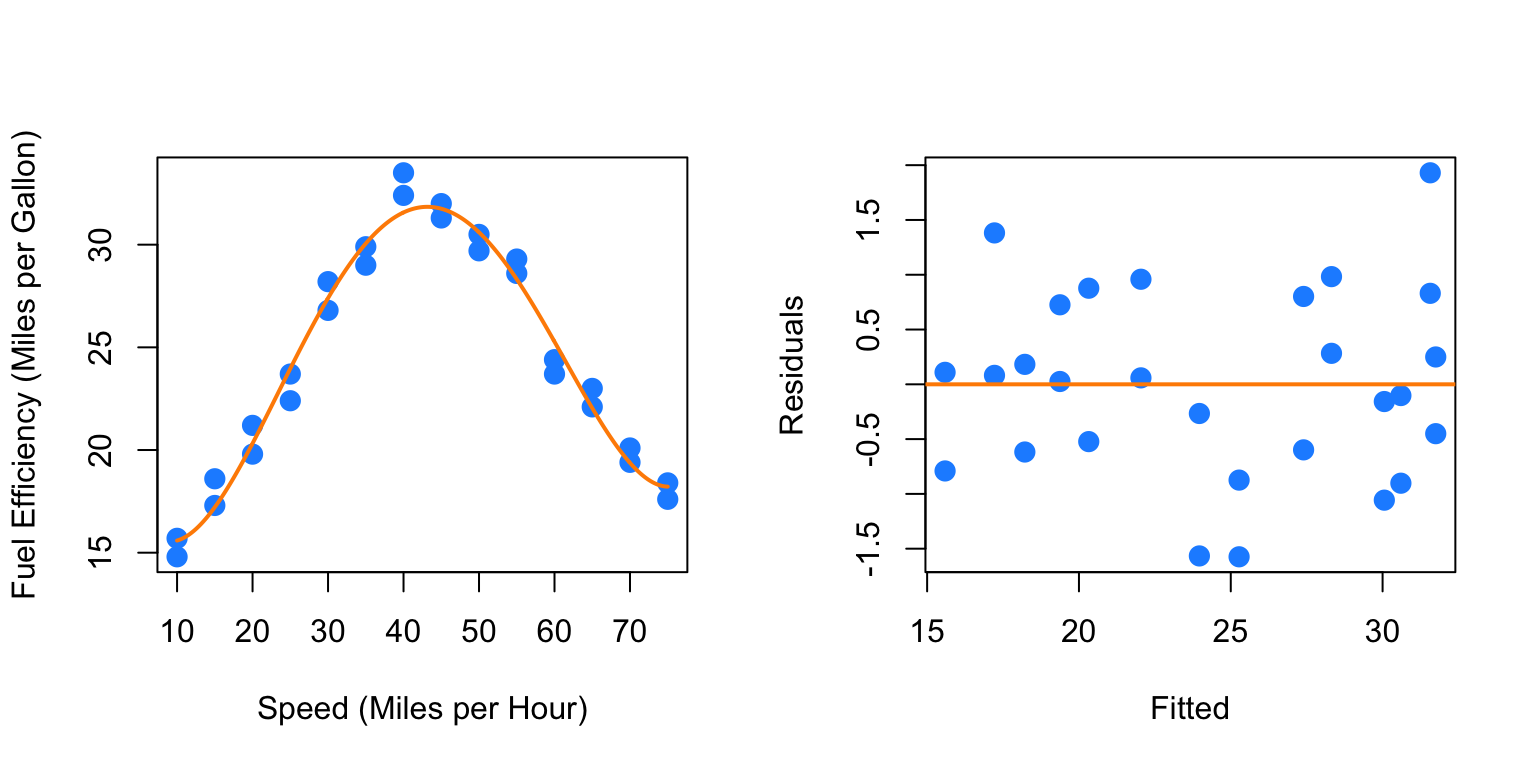 Fuel Efficiency (Miles per Gallon)
30
25
20
15
10 20 30 40 50 60 70
Speed (Miles per Hour)
Residuals
1.5
0.5
-0.5
-1.5
15 20 25 30
Fitted